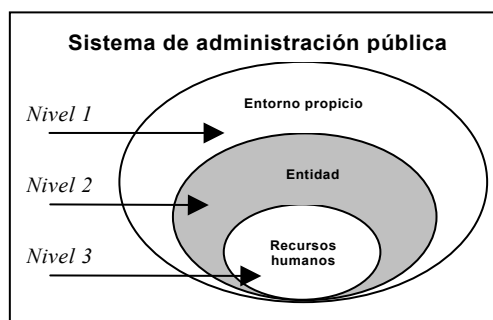 Sistema de administración pública
Entorno propicio
Nivel 1
Entidad
Nivel 2
Recursos
humanos
Nivel 3